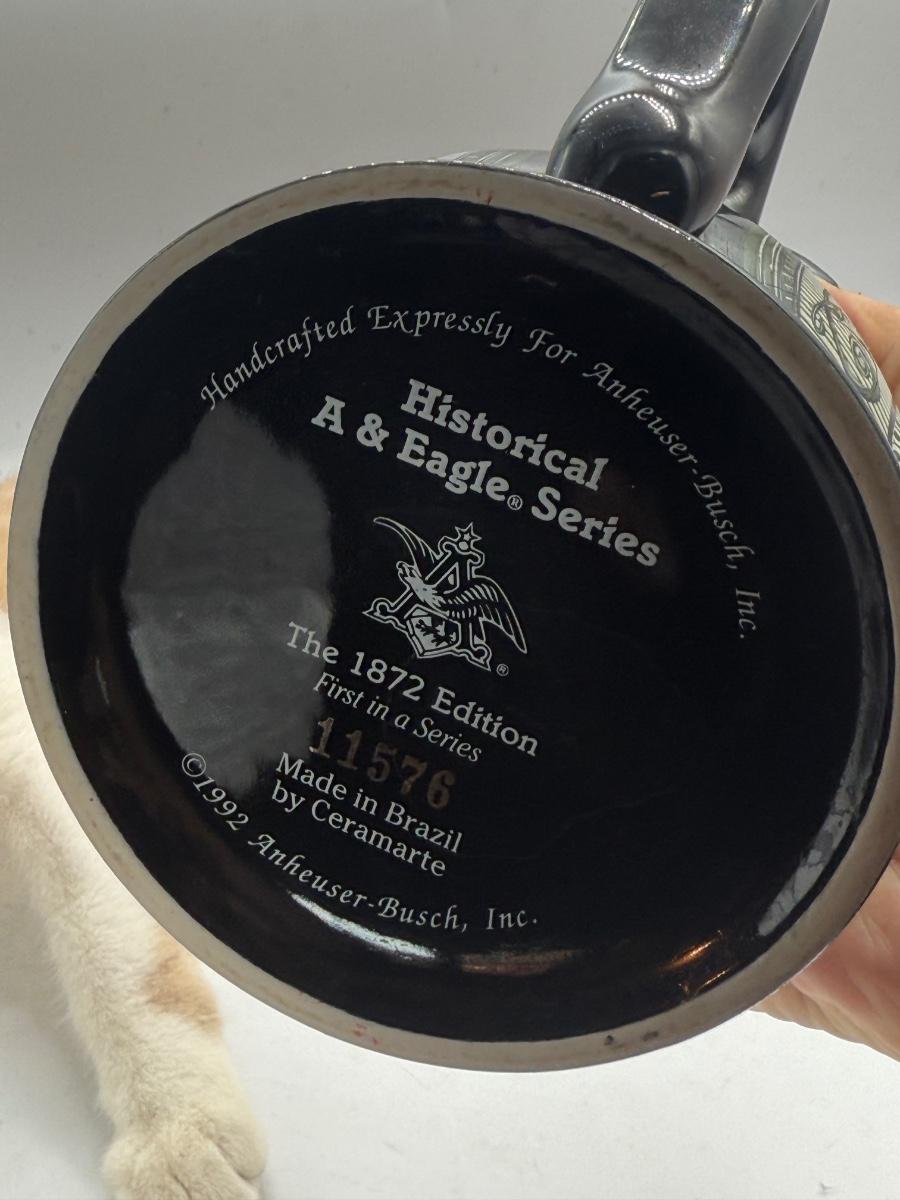 Handcrafted Expressly For Anheuser-Busch, Inc.
Historical
A & Eagle® Series
®
The 1872 Edition
First in a Series
11576
Made in Brazil
by Ceramarte
©1992 Anheuser-Busch, Inc.